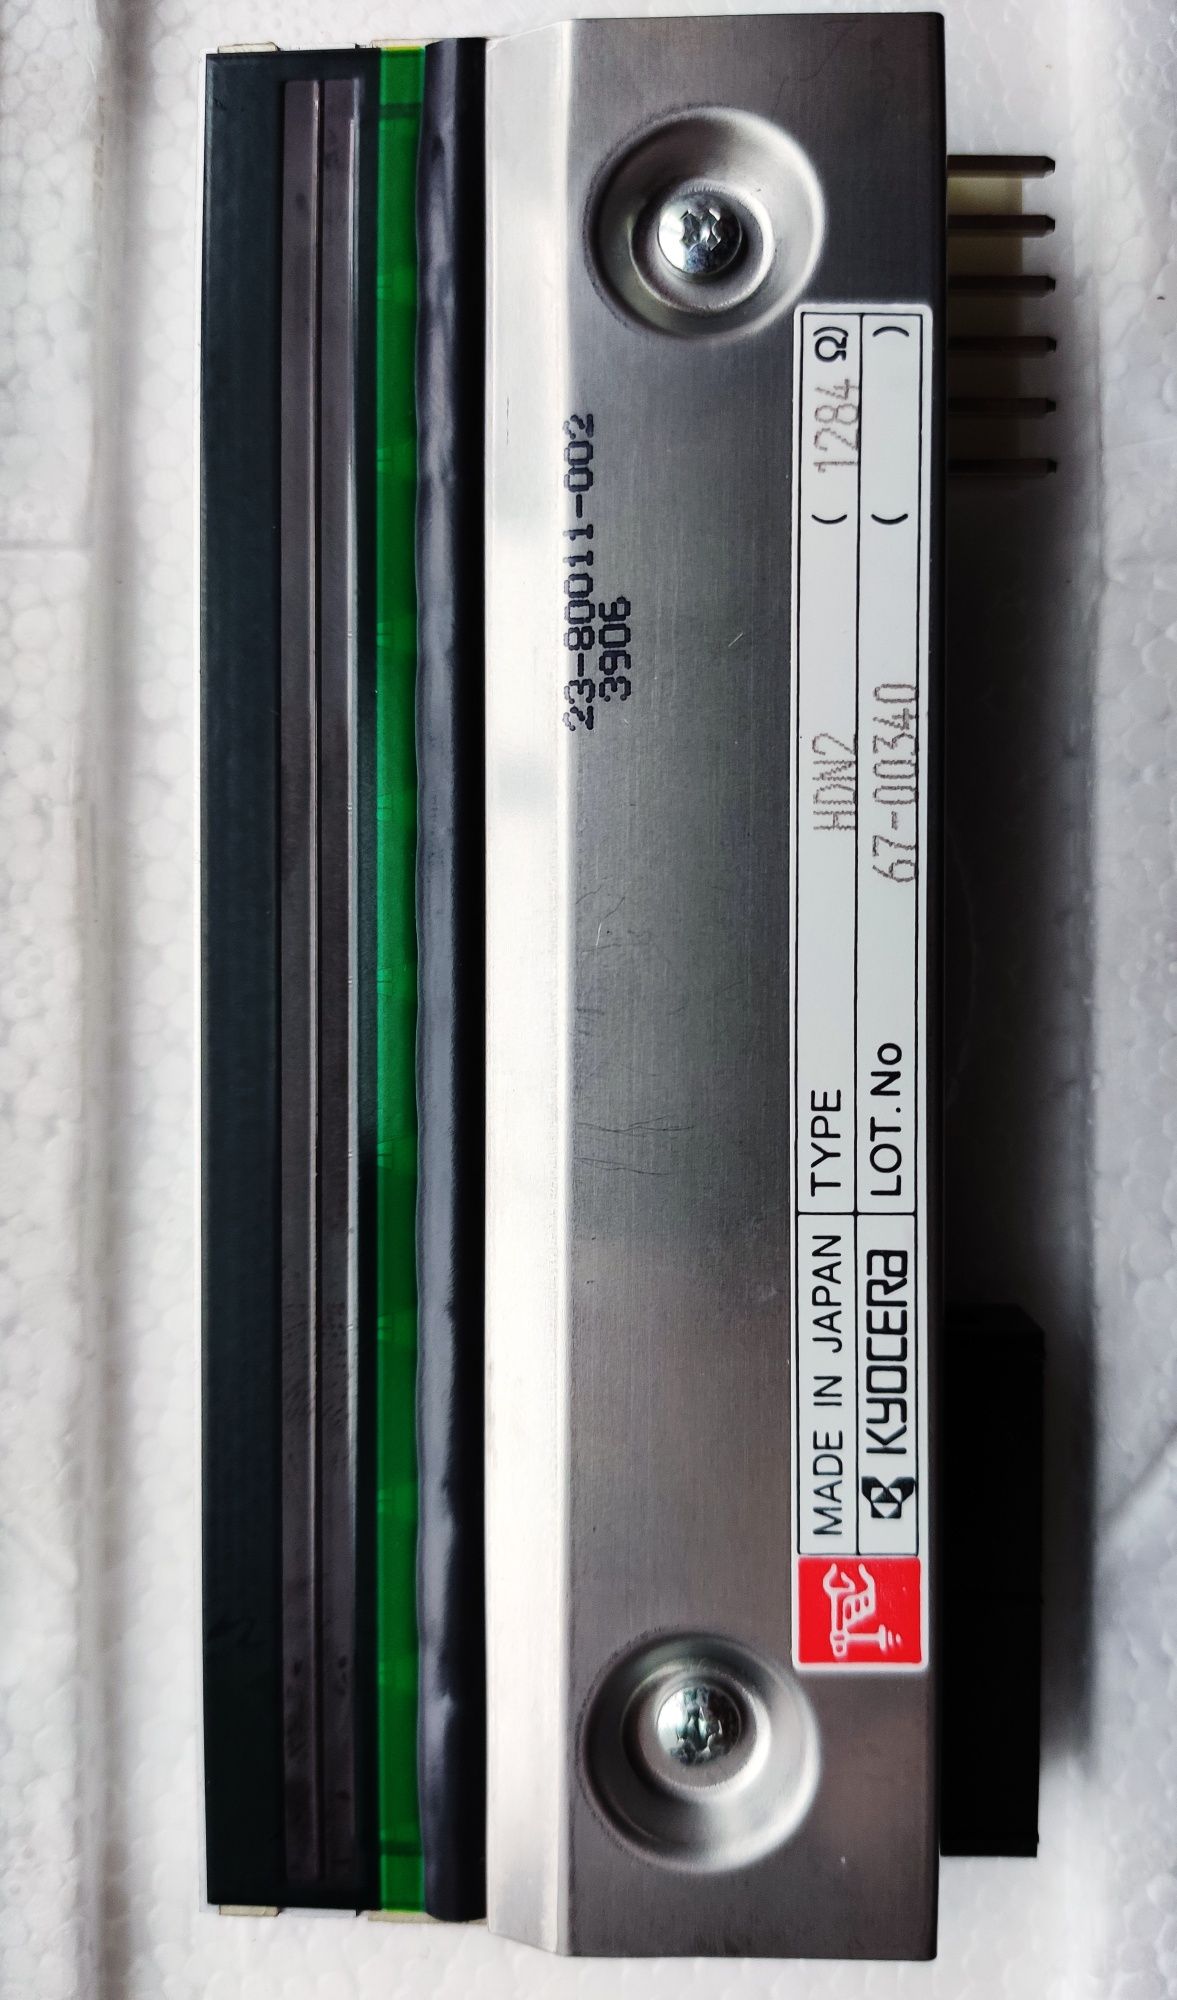 23-80011-002
3906
MADE IN JAPAN TYPE HDN2 ( 1284 Ω)
KYOCERA LOT.No 67-00340 ( )